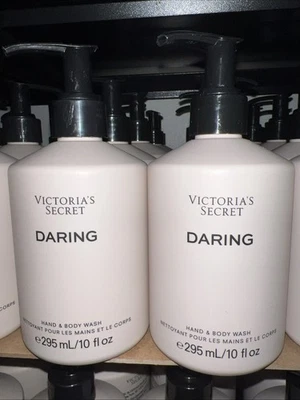 VICTORIA'S
SECRET
DARING
HAND & BODY WASH
NETTOYANT POUR LES MAINS ET LE CORPS
℮295 mL/10 fl oz
VICTORIA'S
SECRET
DARING
HAND & BODY WASH
NETTOYANT POUR LES MAINS ET LE CORPS
℮295 mL/10 fl oz